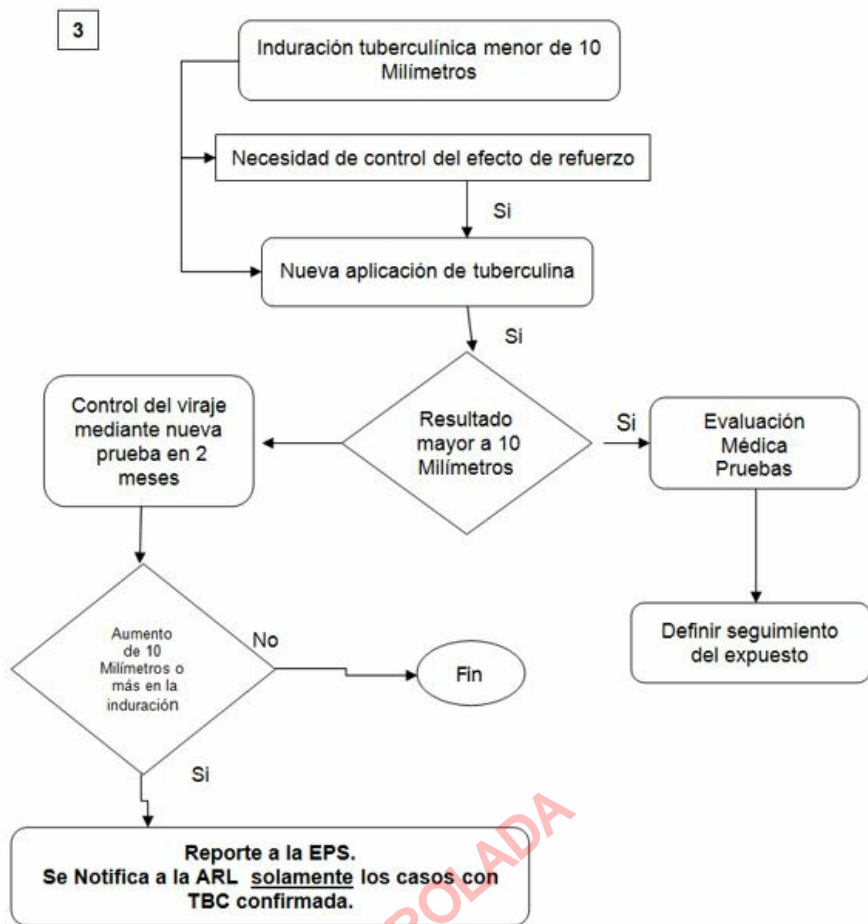 3
Induración tuberculínica menor de 10
Milímetros
Necesidad de control del efecto de refuerzo
Si
Nueva aplicación de tuberculina
Si
Control del viraje
mediante nueva
prueba en 2
meses
Resultado
mayor a 10
Milímetros
Si
Evaluación
Médica
Pruebas
Aumento
de 10
Milímetros o
más en la
induración
No
Fin
Definir seguimiento
del expuesto
Si
Reporte a la EPS.
Se Notifica a la ARL solamente los casos con
TBC confirmada.
OLADA